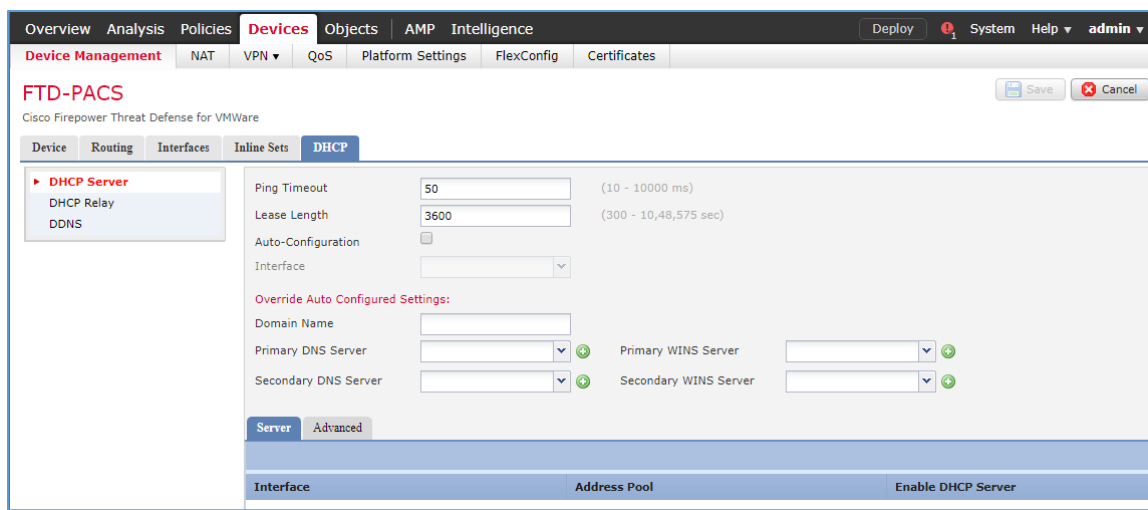 Overview Analysis Policies Devices Objects AMP Intelligence Deploy 1 System Help admin
Device Management NAT VPN QoS Platform Settings FlexConfig Certificates
FTD-PACS Save Cancel
Cisco Firepower Threat Defense for VMWare
Device Routing Interfaces Inline Sets DHCP
DHCP Server
DHCP Relay
DDNS
Ping Timeout 50 (10 - 10000 ms)
Lease Length 3600 (300 - 10,48,575 sec)
Auto-Configuration
Interface
Override Auto Configured Settings:
Domain Name
Primary DNS Server Primary WINS Server
Secondary DNS Server Secondary WINS Server
Server Advanced
Interface Address Pool Enable DHCP Server